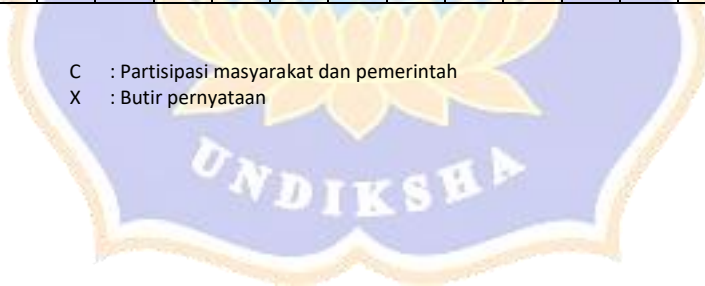 C : Partisipasi masyarakat dan pemerintah
X : Butir pernyataan
UNDIKSHA